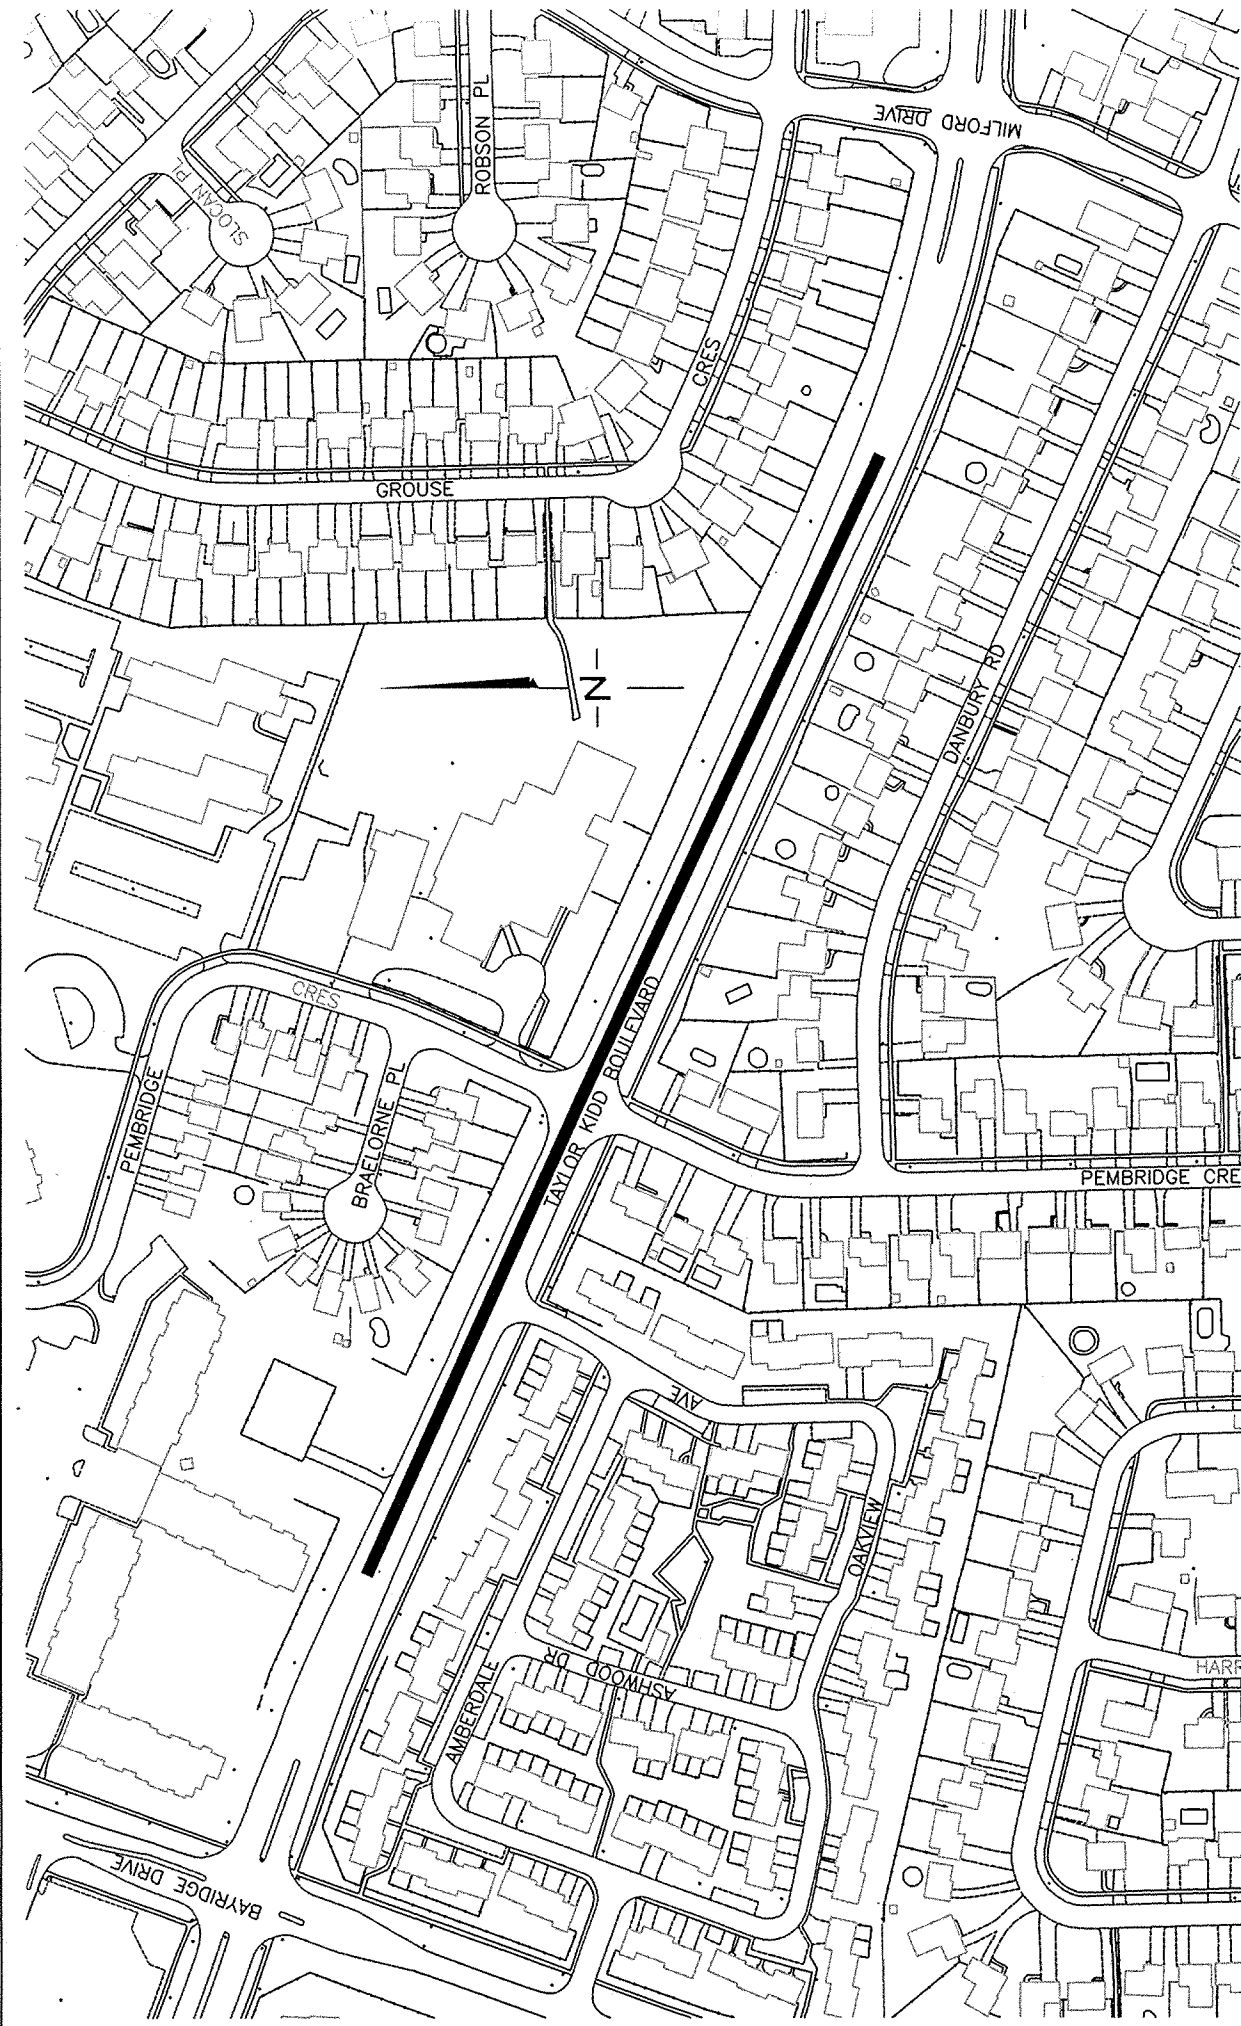 MILFORD DRIVE
ROBSON PL
SLOCAN PL
CRES
GROUSE
N
DANBURY RD
CRES
TAYLOR KIDD BOULEVARD
PEMBRIDGE
BRAELORNE PL
PEMBRIDGE CRE
AVE
OAKVIEW
ASHWOOD DR
AMBERDALE
HARR
BAYRIDGE DRIVE